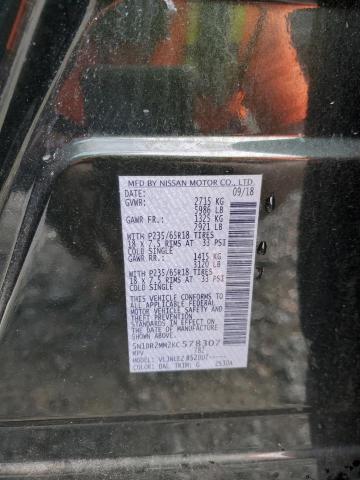 MFD BY NISSAN MOTOR CO., LTD.
DATE: 09/18
GVWR: 2715 KG
5986 LB
GAWR FR. 1325 KG
2921 LB
WITH P235/65R18 TIRES
18 X 7.5 RIMS AT 33 PSI
COLD SINGLE
GAWR RR. 1415 KG
3120 LB
WITH P235/65R18 TIRES
18 X 7.5 RIMS AT 33 PSI
COLD SINGLE
THIS VEHICLE CONFORMS
TO ALL APPLICABLE FEDERAL
MOTOR VEHICLE SAFETY AND
THEFT PREVENTION STANDARDS
IN EFFECT ON THE DATE OF
MANUFACTURE SHOWN ABOVE.
5N1DR2MM2KC578307
MPV
MODEL:
COLOR: TRIM: G